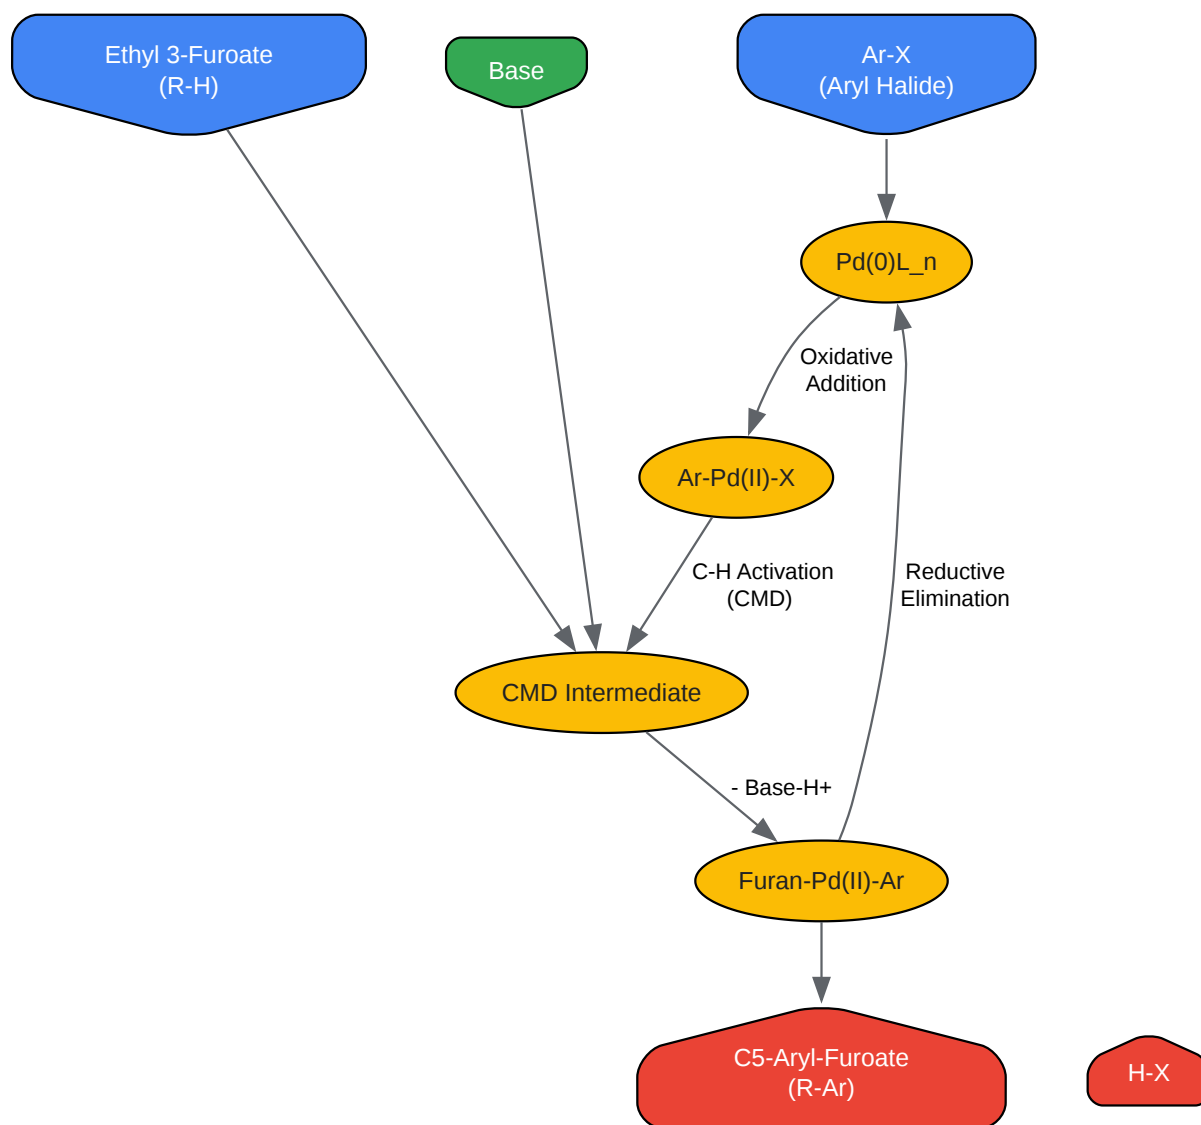 Ethyl 3-Furoate
(R-H)
Base
Ar-X
(Aryl Halide)
Pd(0)L_n
Oxidative
Addition
Ar-Pd(II)-X
C-H Activation
(CMD)
Reductive
Elimination
CMD Intermediate
- Base-H+
Furan-Pd(II)-Ar
C5-Aryl-Furoate
(R-Ar)
H-X